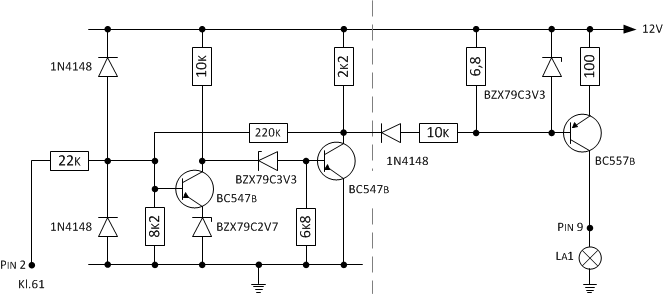 12V
1N4148
10K
2K2
6,8
BZX79C3V3
100
220K
10K
1N4148
BC557B
22K
BZX79C3V3
BC547B
BC547B
1N4148
8K2
BZX79C2V7
6K8
PIN 9
PIN 2
Kl.61
LA1